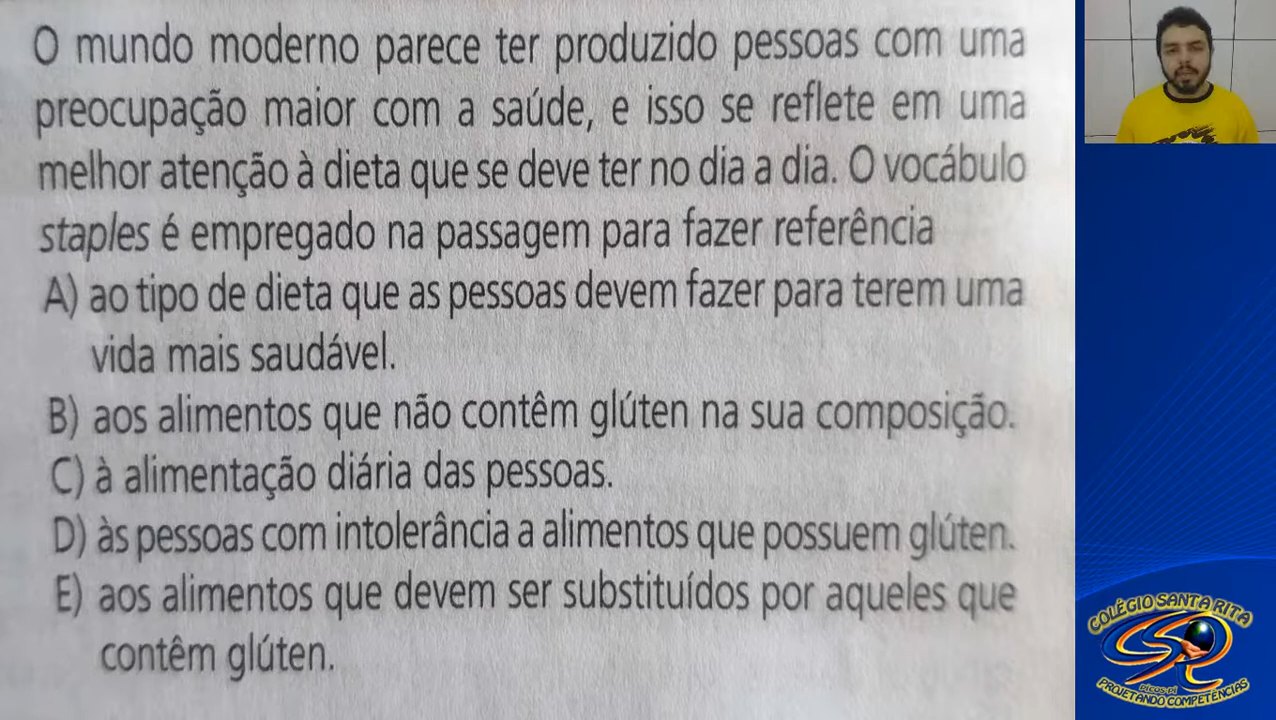 O mundo moderno parece ter produzido pessoas com uma
preocupação maior com a saúde, e isso se reflete em uma
melhor atenção à dieta que se deve ter no dia a dia. O vocábulo
staples é empregado na passagem para fazer referência
A) ao tipo de dieta que as pessoas devem fazer para terem uma
vida mais saudável.
B) aos alimentos que não contêm glúten na sua composição.
C) à alimentação diária das pessoas.
D) às pessoas com intolerância a alimentos que possuem glúten.
E) aos alimentos que devem ser substituídos por aqueles que
contêm glúten.
COLÉGIO SANTA RITA
PICOS-PI
PROJETANDO COMPETÊNCIAS